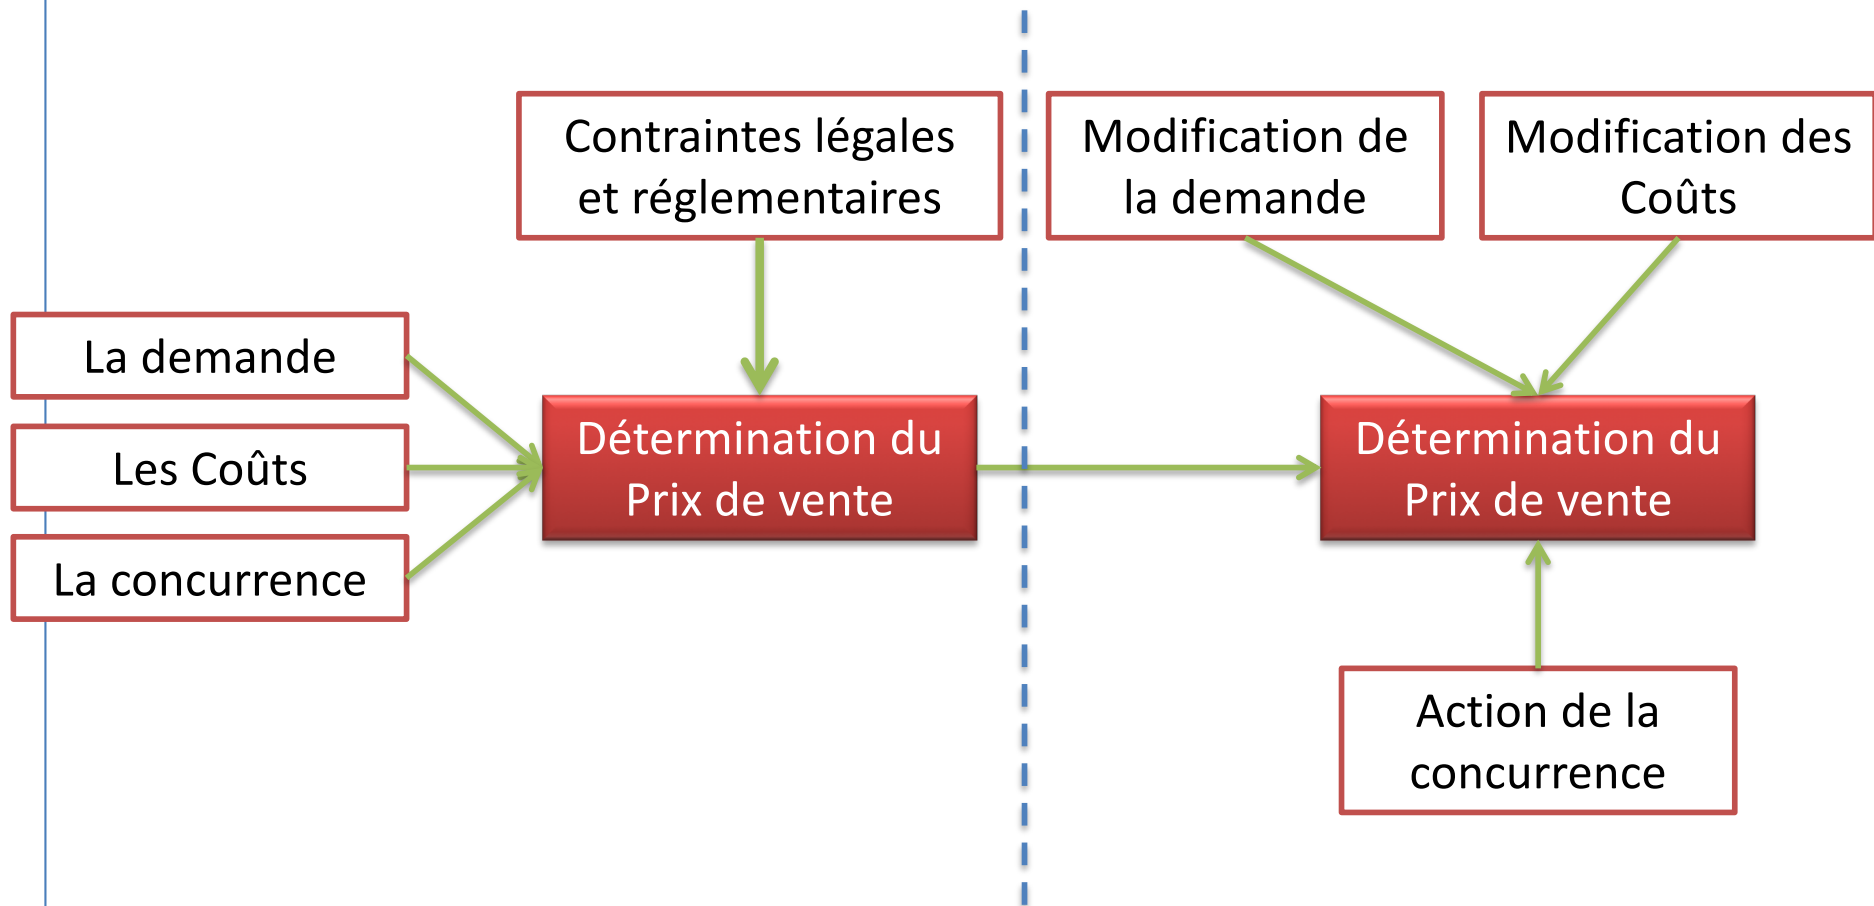 Contraintes légales
et réglementaires
Modification de
la demande
Modification des
Coûts
La demande
Les Coûts
La concurrence
Détermination du
Prix de vente
Détermination du
Prix de vente
Action de la
concurrence